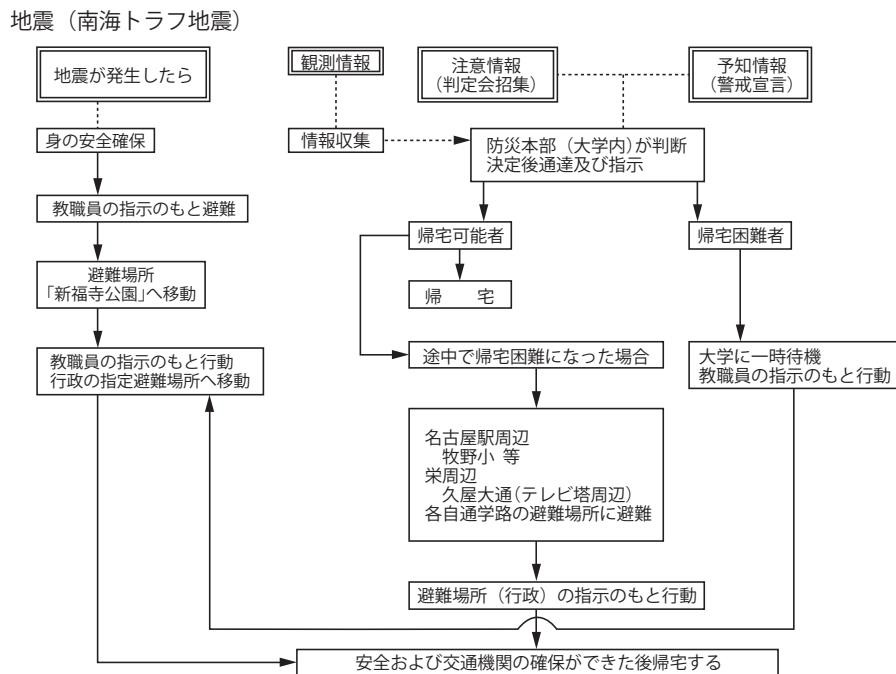 地震（南海トラフ地震）
地震が発生したら
観測情報
注意情報
（判定会招集）
予知情報
（警戒宣言）
身の安全確保
情報収集
防災本部（大学内）が判断
決定後通達及び指示
教職員の指示のもと避難
帰宅可能者
帰宅困難者
避難場所
「新福寺公園」へ移動
帰　　宅
教職員の指示のもと行動
行政の指定避難場所へ移動
途中で帰宅困難になった場合
大学に一時待機
教職員の指示のもと行動
名古屋駅周辺
牧野小 等
栄周辺
久屋大通（テレビ塔周辺）
各自通学路の避難場所に避難
避難場所（行政）の指示のもと行動
安全および交通機関の確保ができた後帰宅する